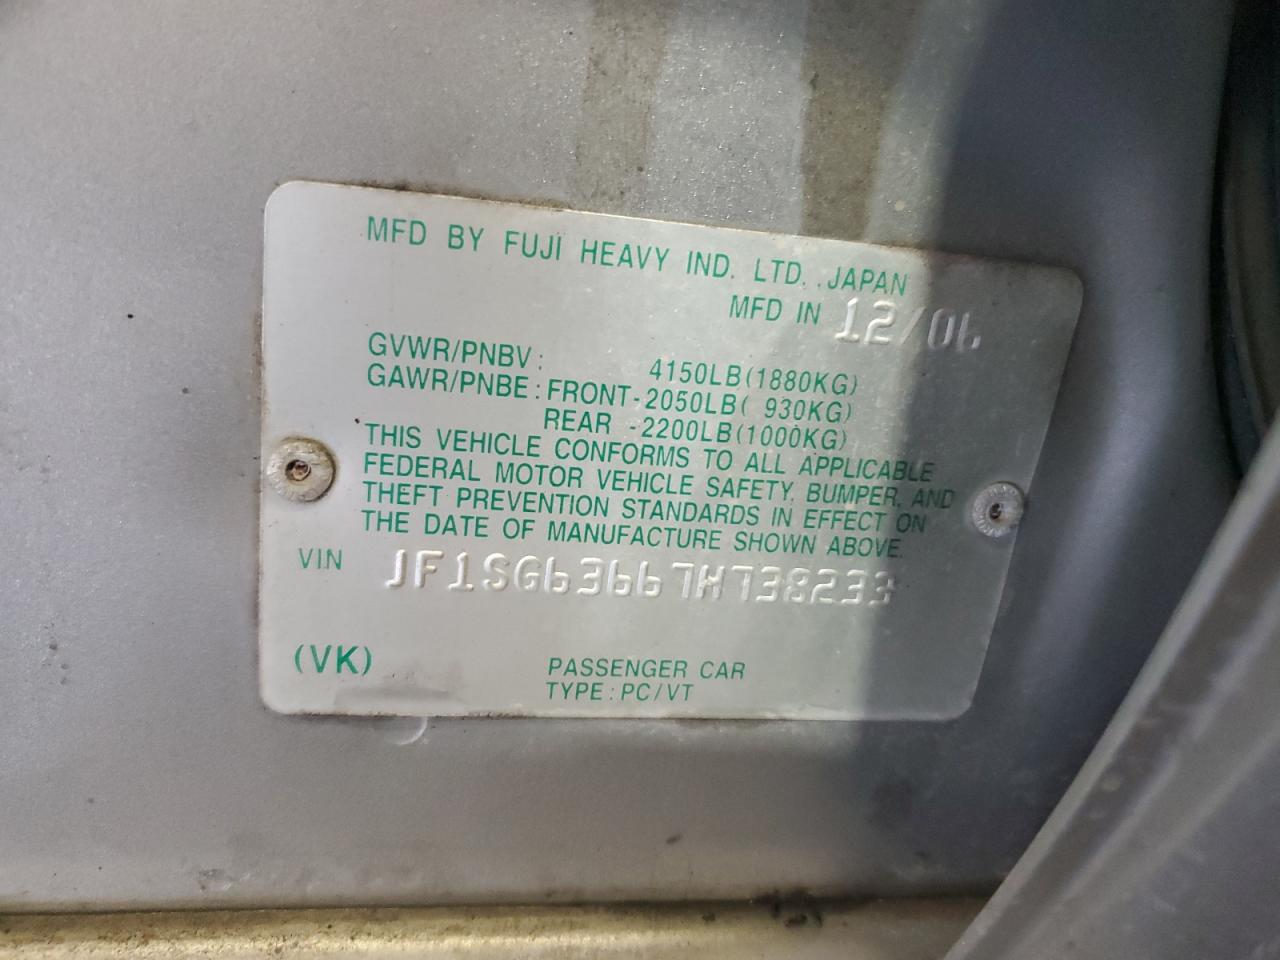 MFD BY FUJI HEAVY IND. LTD. JAPAN
MFD IN 12/06
GVWR/PNBV: 4150LB(1880KG)
GAWR/PNBE: FRONT-2050LB( 930KG)
REAR -2200LB(1000KG)
THIS VEHICLE CONFORMS TO ALL APPLICABLE
FEDERAL MOTOR VEHICLE SAFETY, BUMPER, AND
THEFT PREVENTION STANDARDS IN EFFECT ON
THE DATE OF MANUFACTURE SHOWN ABOVE.
VIN JF1SG63667H738233
(VK)
PASSENGER CAR
TYPE: PC/VT